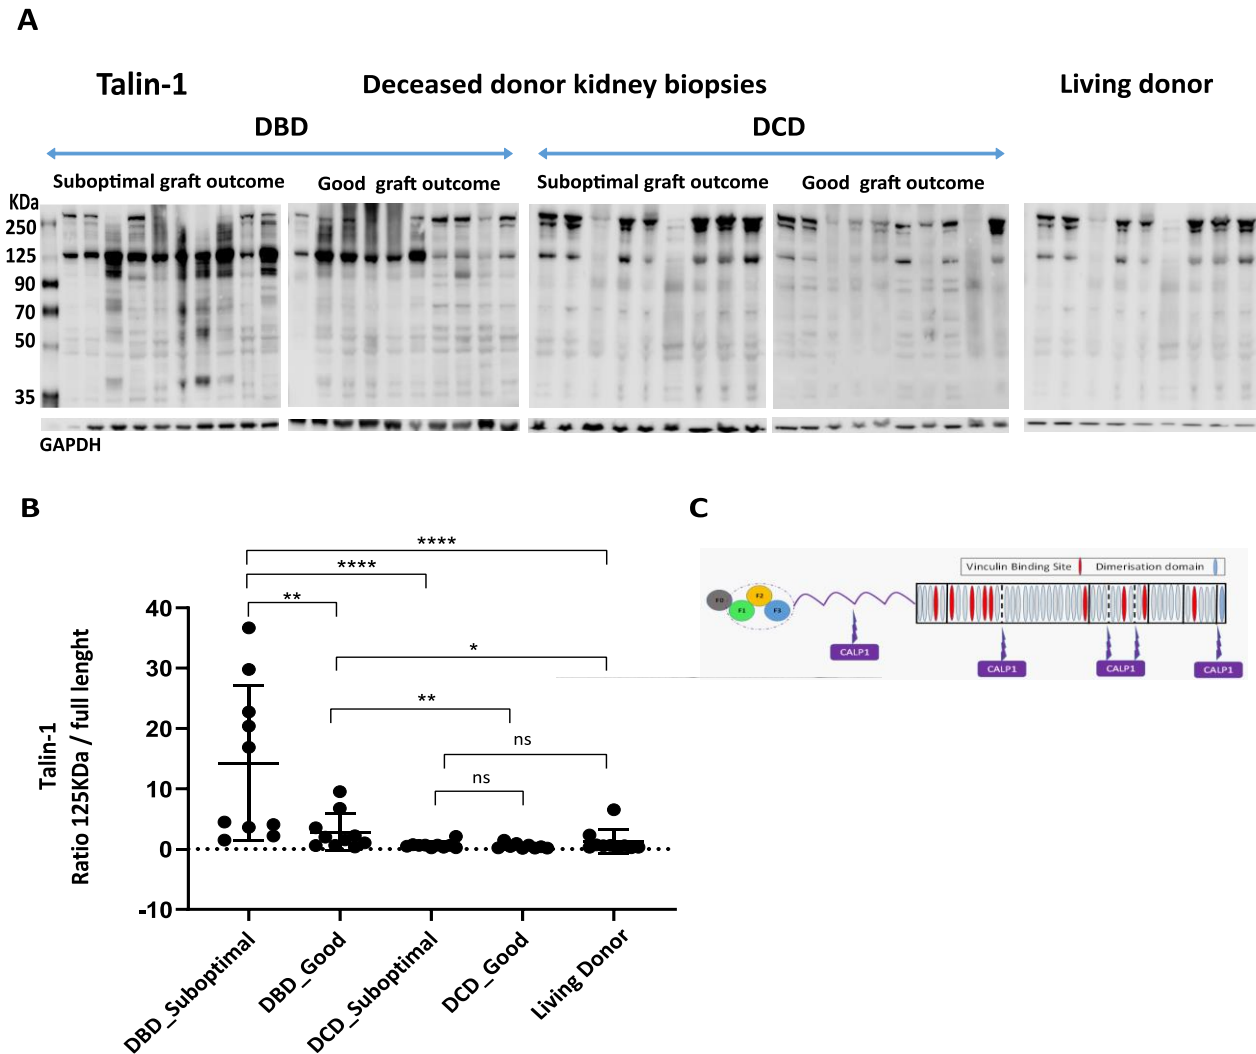 A
Talin-1
Deceased donor kidney biopsies
Living donor
DBD
DCD
Suboptimal graft outcome
Good graft outcome
Suboptimal graft outcome
Good graft outcome
KDa
250
125
90
70
50
35
GAPDH
B
****
****
**
*
**
ns
ns
40
30
20
10
0
-10
Talin-1
Ratio 125KDa / full lenght
DBD_Suboptimal
DBD_Good
DCD_Suboptimal
DCD_Good
Living Donor
C
Vinculin Binding Site
Dimerisation domain
F0
F1
F2
F3
CALP1
CALP1
CALP1
CALP1